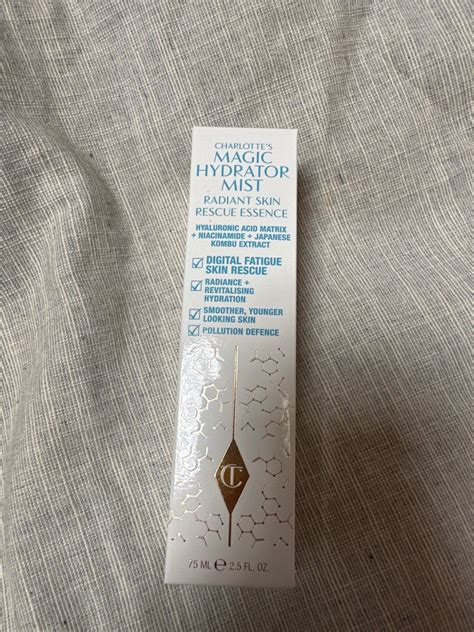 CHARLOTTE'S
MAGIC
HYDRATOR
MIST
RADIANT SKIN
RESCUE ESSENCE
HYALURONIC ACID MATRIX
+ NIACINAMIDE + JAPANESE
KOMBU EXTRACT
DIGITAL FATIGUE
SKIN RESCUE
RADIANCE +
REVITALISING
HYDRATION
SMOOTHER, YOUNGER
LOOKING SKIN
POLLUTION DEFENCE
CT
75 ML ℮ 2.5 FL. OZ.